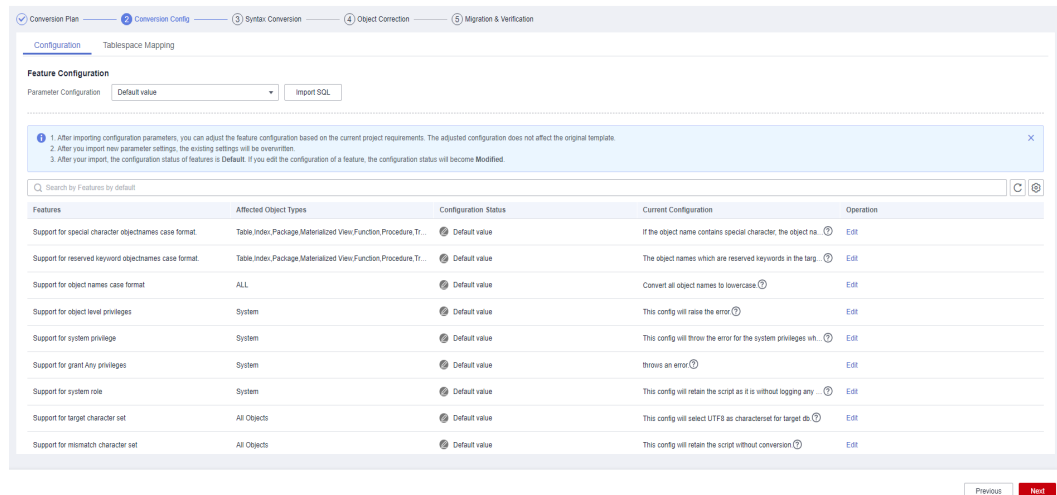 Conversion Plan 2 Conversion Config 3 Syntax Conversion 4 Object Correction 5 Migration & Verification
Configuration Tablespace Mapping
Feature Configuration
Parameter Configuration Default value Import SQL
1. After importing configuration parameters, you can adjust the feature configuration based on the current project requirements. The adjusted configuration does not affect the original template.
2. After you import new parameter settings, the existing settings will be overwritten.
3. After your import, the configuration status of features is Default. If you edit the configuration of a feature, the configuration status will become Modified.
Search by Features by default
Features Affected Object Types Configuration Status Current Configuration Operation
Support for special character objectnames case format. Table,Index,Package,Materialized View,Function,Procedure,Tr... Default value If the object name contains special character, the object na... Edit
Support for reserved keyword objectnames case format. Table,Index,Package,Materialized View,Function,Procedure,Tr... Default value The object names which are reserved keywords in the targ... Edit
Support for object names case format ALL Default value Convert all object names to lowercase. Edit
Support for object level privileges System Default value This config will raise the error. Edit
Support for system privilege System Default value This config will throw the error for the system privileges wh... Edit
Support for grant Any privileges System Default value throws an error. Edit
Support for system role System Default value This config will retain the script as it is without logging any ... Edit
Support for target character set All Objects Default value This config will select UTF8 as characterset for target db. Edit
Support for mismatch character set All Objects Default value This config will retain the script without conversion. Edit
Previous Next